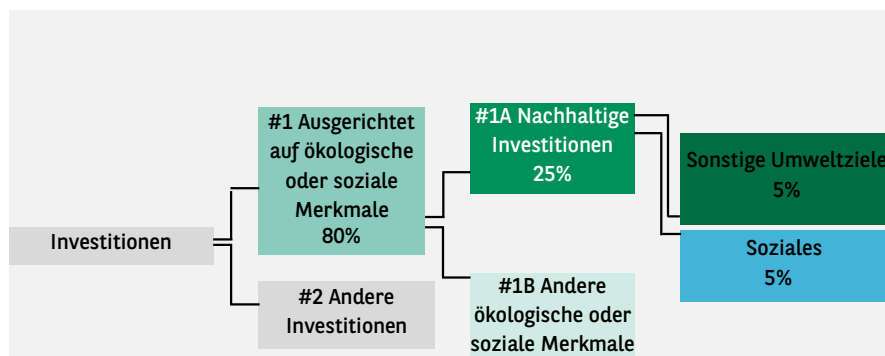 Investitionen
#1 Ausgerichtet
auf ökologische
oder soziale
Merkmale
80%
#2 Andere
Investitionen
#1A Nachhaltige
Investitionen
25%
#1B Andere
ökologische oder
soziale Merkmale
Sonstige Umweltziele
5%
Soziales
5%